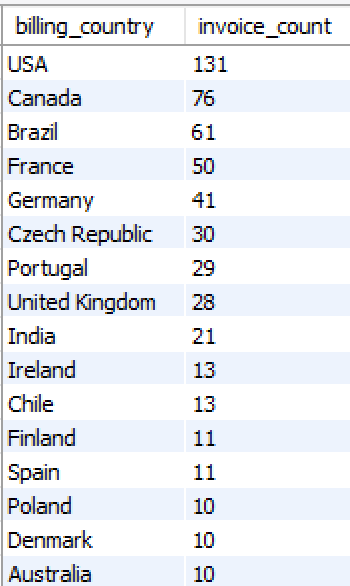 billing_country invoice_count
USA 131
Canada 76
Brazil 61
France 50
Germany 41
Czech Republic 30
Portugal 29
United Kingdom 28
India 21
Ireland 13
Chile 13
Finland 11
Spain 11
Poland 10
Denmark 10
Australia 10